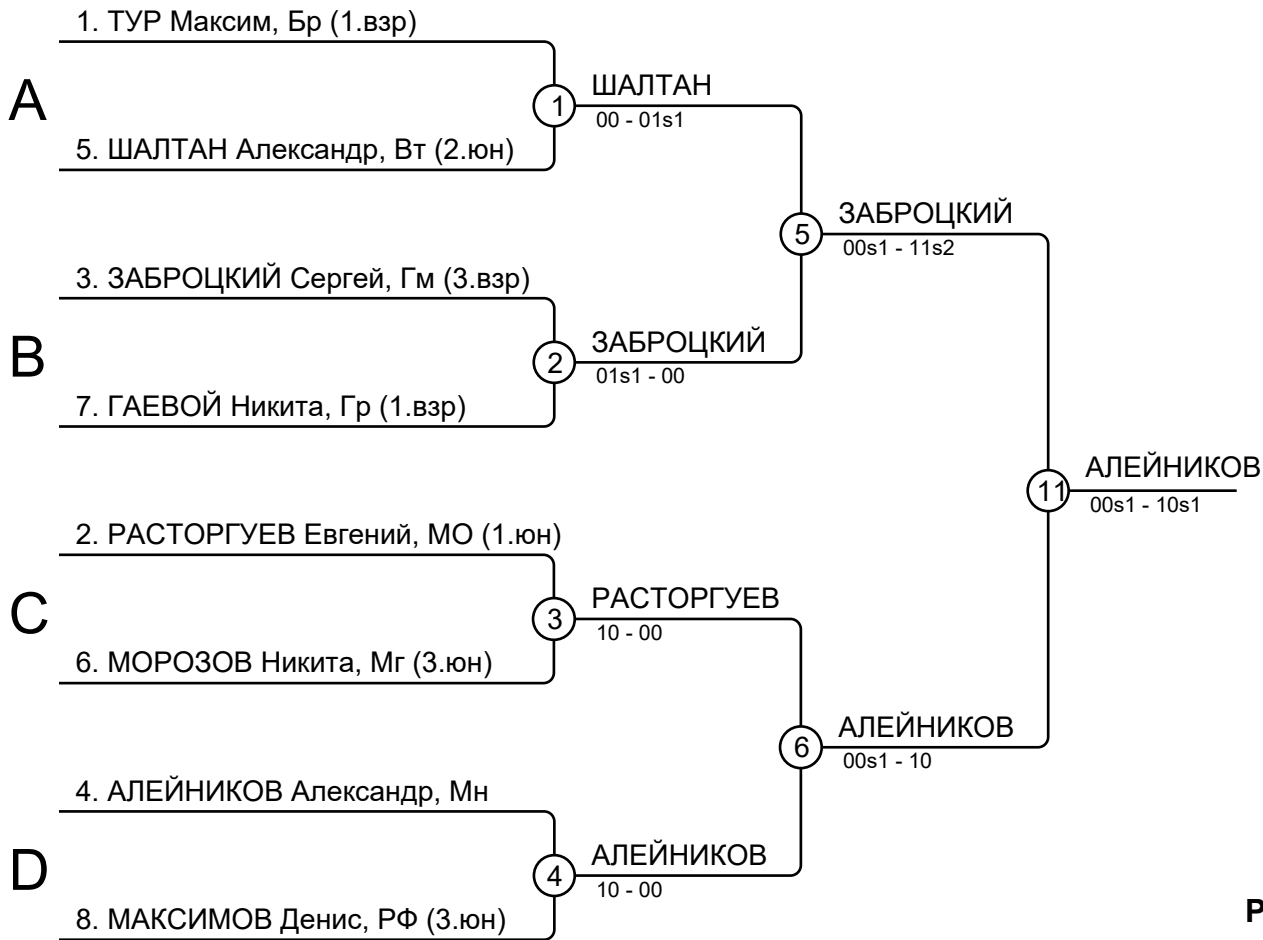 1. ТУР Максим, Бр (1.взр)
A
1
ШАЛТАН
00 - 01s1
5. ШАЛТАН Александр, Вт (2.юн)
5
ЗАБРОЦКИЙ
00s1 - 11s2
3. ЗАБРОЦКИЙ Сергей, Гм (3.взр)
B
2
ЗАБРОЦКИЙ
01s1 - 00
7. ГАЕВОЙ Никита, Гр (1.взр)
11
АЛЕЙНИКОВ
00s1 - 10s1
2. РАСТОРГУЕВ Евгений, МО (1.юн)
C
3
РАСТОРГУЕВ
10 - 00
6. МОРОЗОВ Никита, Мг (3.юн)
6
АЛЕЙНИКОВ
00s1 - 10
4. АЛЕЙНИКОВ Александр, Мн
D
4
АЛЕЙНИКОВ
10 - 00
8. МАКСИМОВ Денис, РФ (3.юн)